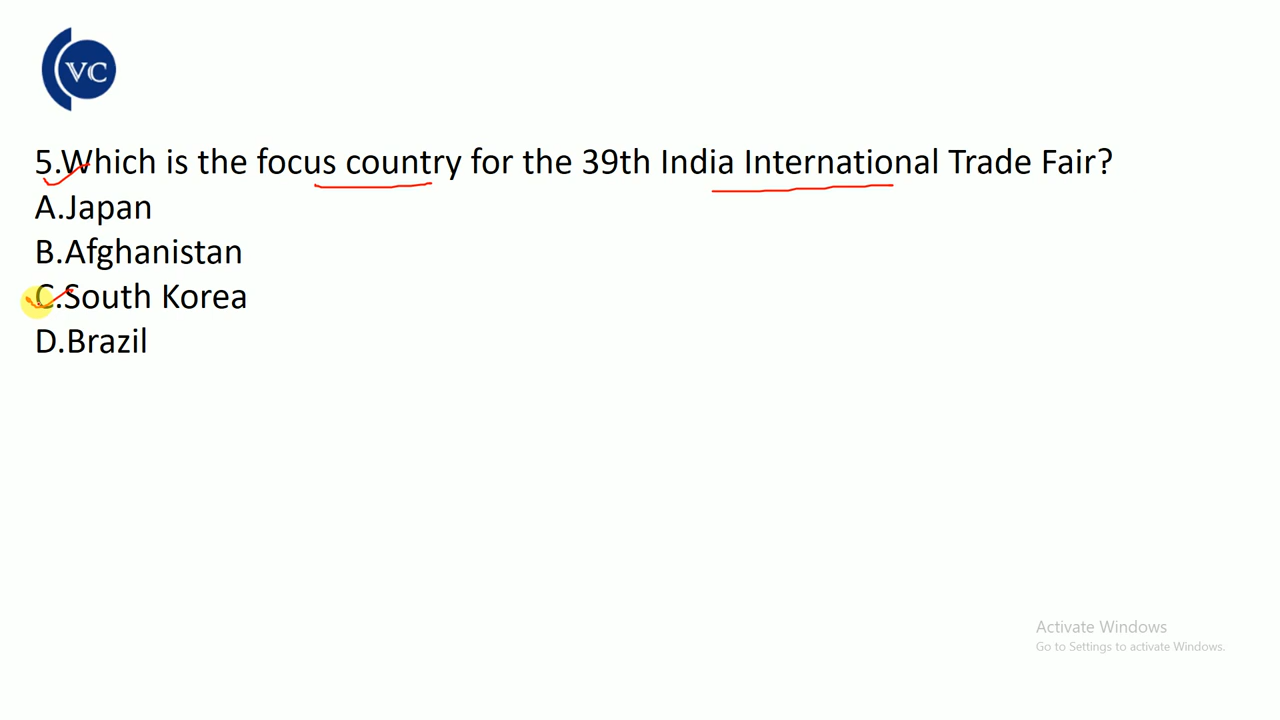 VC
5.Which is the focus country for the 39th India International Trade Fair?
A.Japan
B.Afghanistan
C.South Korea
D.Brazil
Activate Windows
Go to Settings to activate Windows.